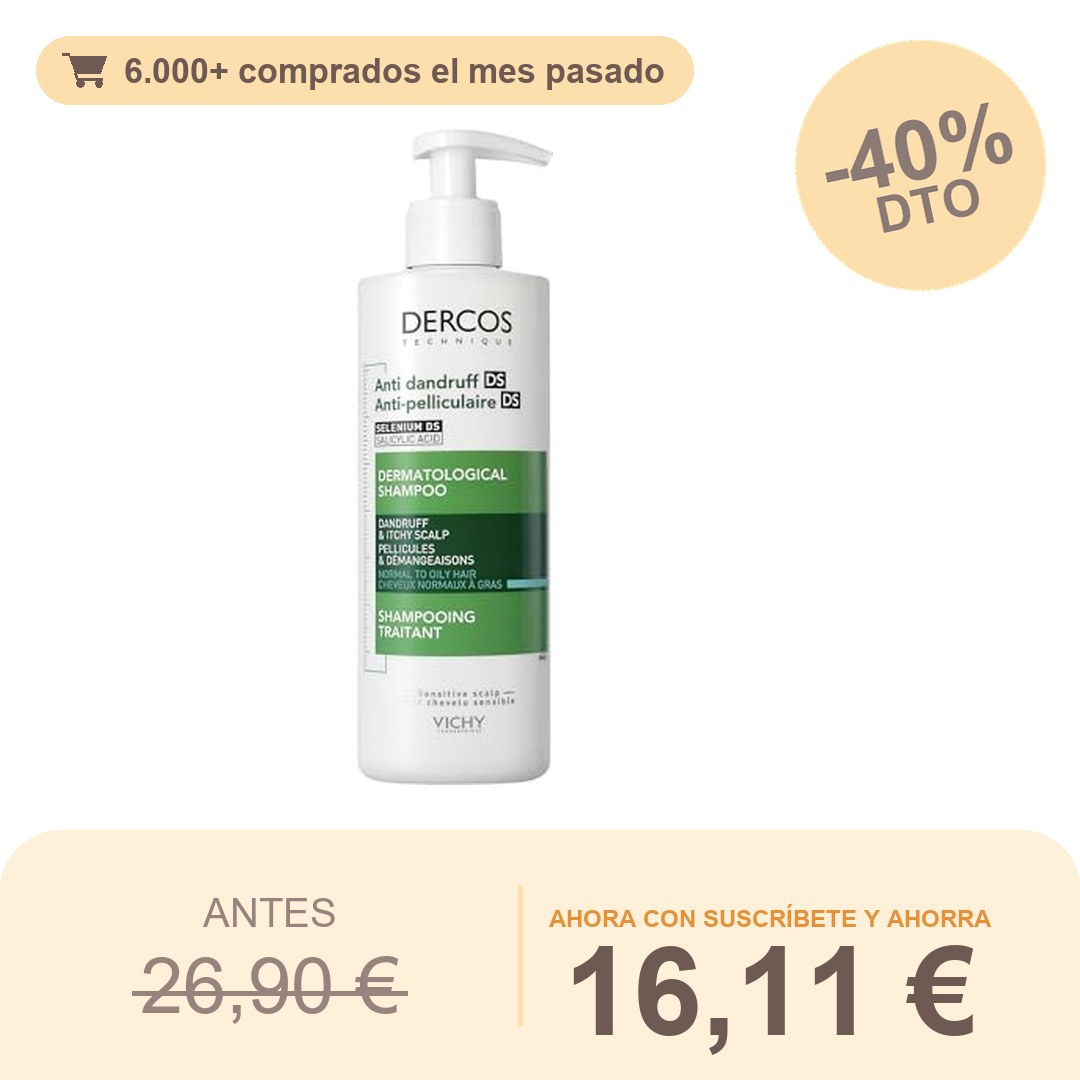 6.000+ comprados el mes pasado
-40%
DTO
DERCOS
TECHNIQUE
Anti dandruff DS
Anti-pelliculaire DS
SELENIUM DS
SALICYLIC ACID
DERMATOLOGICAL
SHAMPOO
DANDRUFF
& ITCHY SCALP
PELLICULES
& DÉMANGEAISONS
NORMAL TO OILY HAIR
CHEVEUX NORMAUX À GRAS
SHAMPOOING
TRAITANT
Sensitive scalp
chevelu sensible
VICHY
ANTES
26,90 €
AHORA CON SUSCRÍBETE Y AHORRA
16,11 €